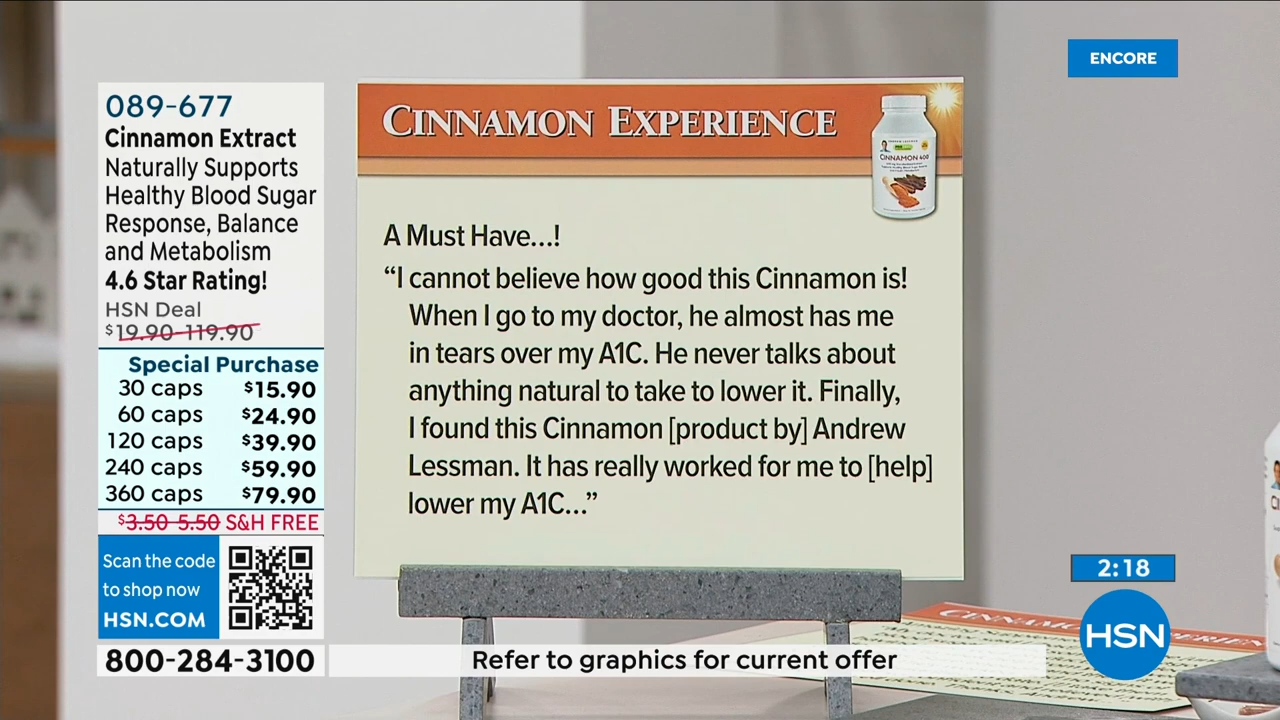 ENCORE
089-677
Cinnamon Extract
Naturally Supports
Healthy Blood Sugar
Response, Balance
and Metabolism
4.6 Star Rating!
HSN Deal
$19.90-119.90
Special Purchase
30 caps $15.90
60 caps $24.90
120 caps $39.90
240 caps $59.90
360 caps $79.90
$3.50-5.50 S&H FREE
Scan the code
to shop now
HSN.COM
800-284-3100
Refer to graphics for current offer
CINNAMON EXPERIENCE
CINNAMON 400
A Must Have...!
“I cannot believe how good this Cinnamon is!
When I go to my doctor, he almost has me
in tears over my A1C. He never talks about
anything natural to take to lower it. Finally,
I found this Cinnamon [product by] Andrew
Lessman. It has really worked for me to [help]
lower my A1C...”
2:18
HSN